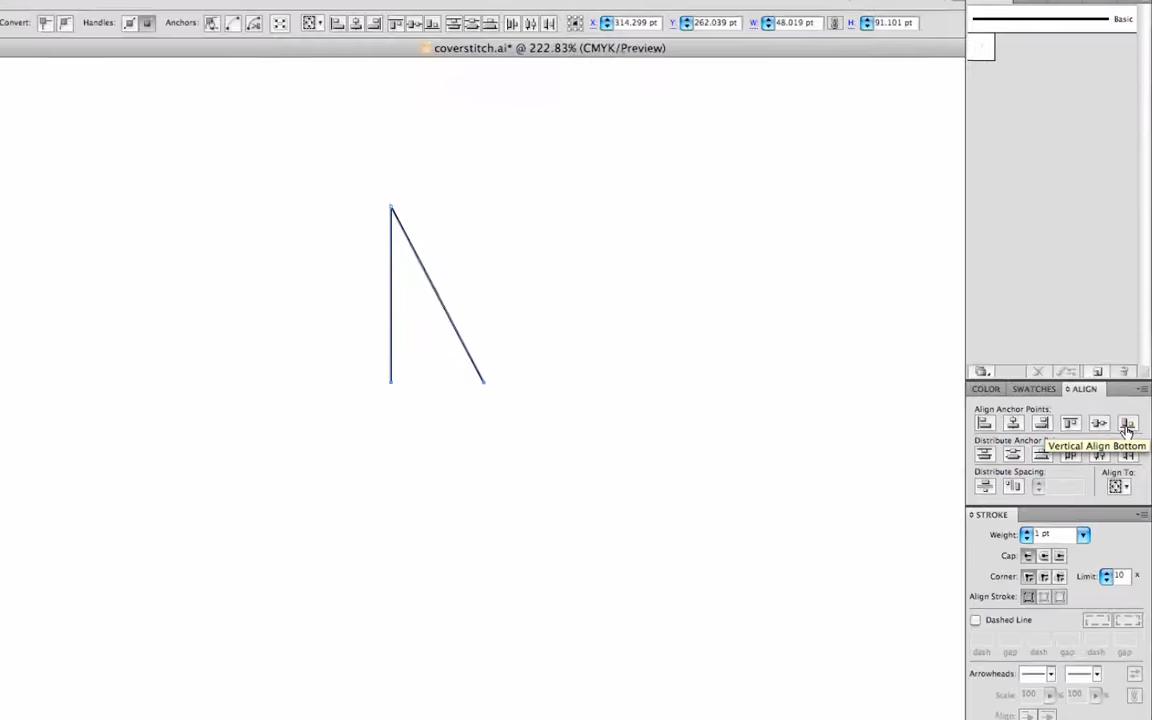 Convert: Handles: Anchors: X: 314.299 pt Y: 262.039 pt W: 48.019 pt H: 91.101 pt
Basic
coverstitch.ai* @ 222.83% (CMYK/Preview)
COLOR SWATCHES ALIGN
Align Anchor Points:
Distribute Anchor
Vertical Align Bottom
Distribute Spacing: Align To:
STROKE
Weight: 1 pt
Cap:
Corner: Limit: 10 x
Align Stroke:
Dashed Line
dash gap dash gap dash gap
Arrowheads:
Scale: 100 % 100 %
Align: